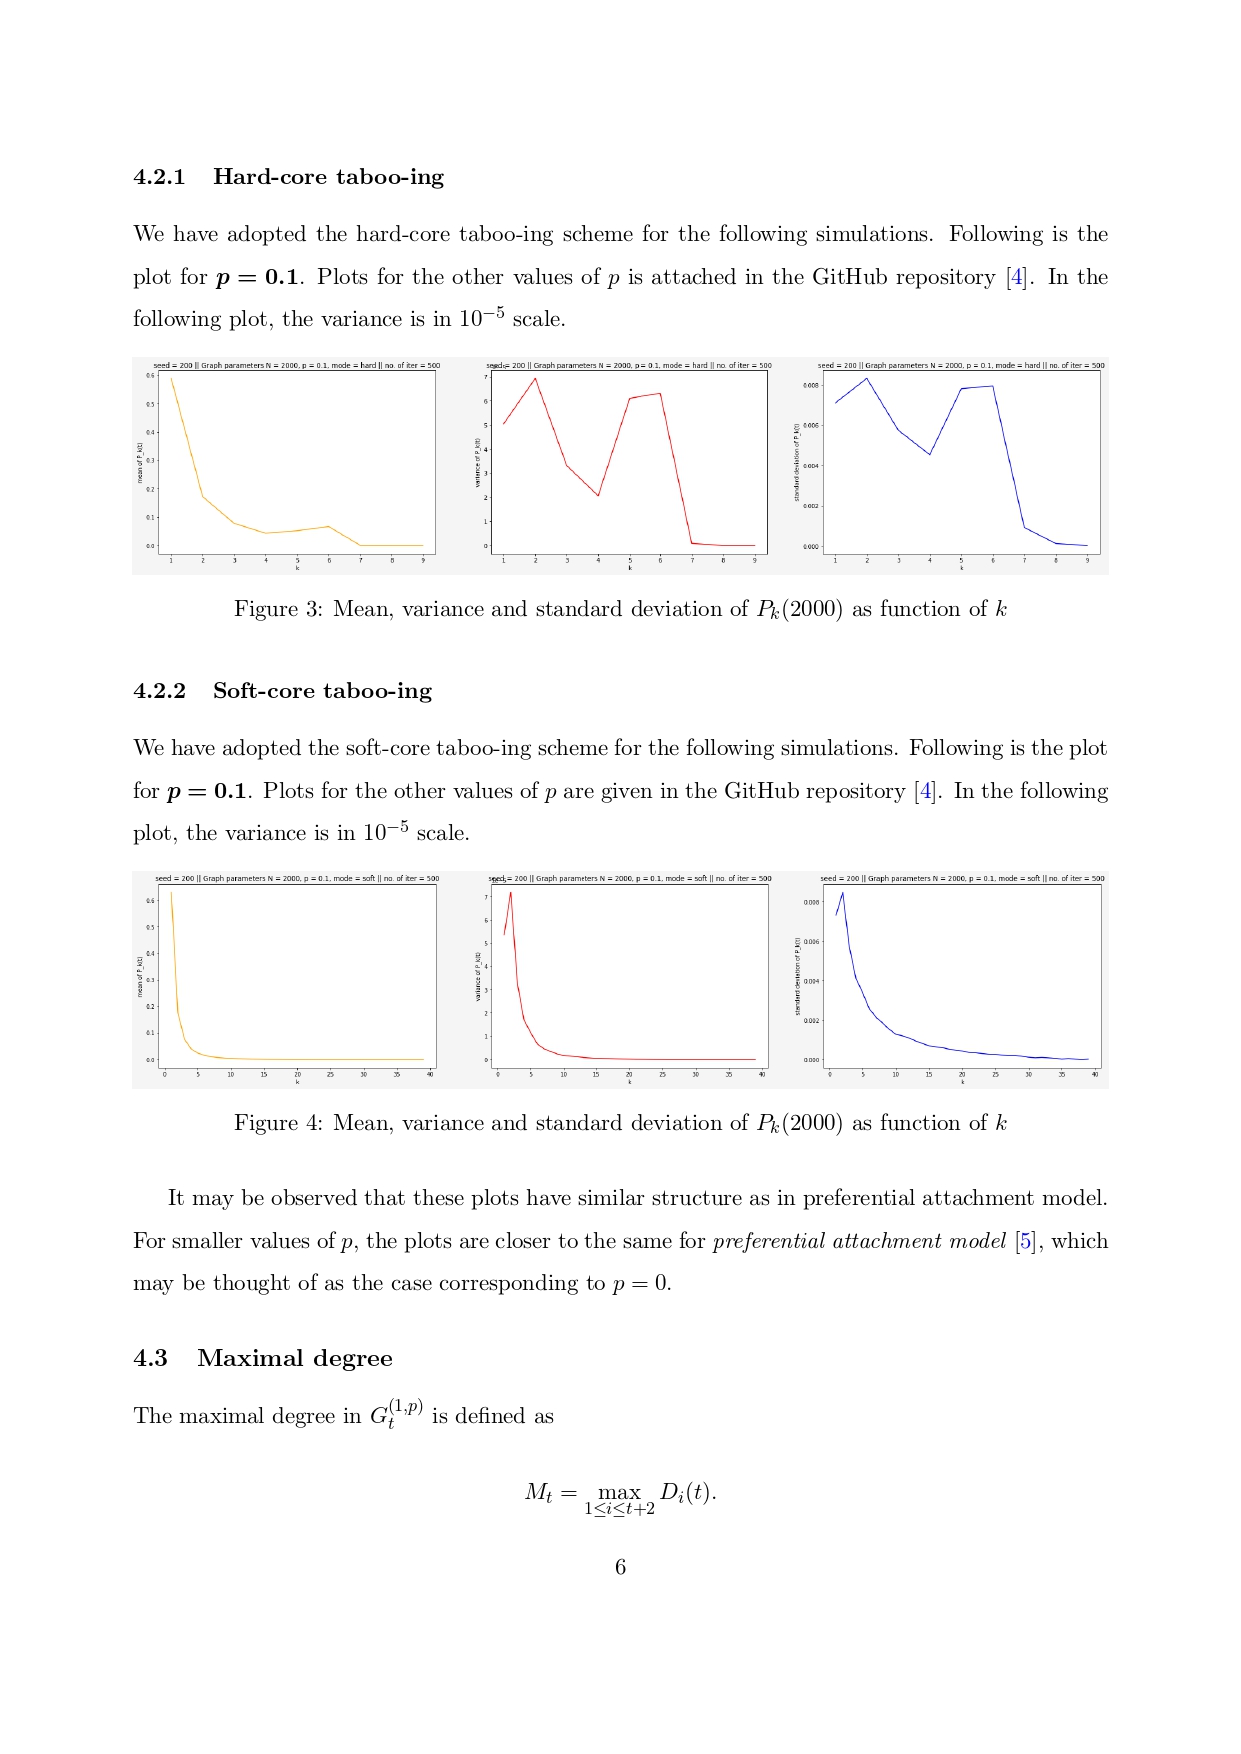 4.2.1 Hard-core taboo-ing
We have adopted the hard-core taboo-ing scheme for the following simulations. Following is the
plot for p = 0.1. Plots for the other values of p is attached in the GitHub repository [4]. In the
following plot, the variance is in 10⁻⁵ scale.
seed = 200 || Graph parameters N = 2000, p = 0.1, mode = hard || no. of iter = 500
mean of P_k(t)
0.6
0.5
0.4
0.3
0.2
0.1
0.0
1 2 3 4 5 6 7 8 9
k
seed = 200 || Graph parameters N = 2000, p = 0.1, mode = hard || no. of iter = 500
variance of P_k(t)
7
6
5
4
3
2
1
0
1 2 3 4 5 6 7 8 9
k
seed = 200 || Graph parameters N = 2000, p = 0.1, mode = hard || no. of iter = 500
standard deviation of P_k(t)
0.008
0.006
0.004
0.002
0.000
1 2 3 4 5 6 7 8 9
k
Figure 3: Mean, variance and standard deviation of Pₖ(2000) as function of k
4.2.2 Soft-core taboo-ing
We have adopted the soft-core taboo-ing scheme for the following simulations. Following is the plot
for p = 0.1. Plots for the other values of p are given in the GitHub repository [4]. In the following
plot, the variance is in 10⁻⁵ scale.
seed = 200 || Graph parameters N = 2000, p = 0.1, mode = soft || no. of iter = 500
mean of P_k(t)
0.6
0.5
0.4
0.3
0.2
0.1
0.0
0 5 10 15 20 25 30 35 40
k
seed = 200 || Graph parameters N = 2000, p = 0.1, mode = soft || no. of iter = 500
variance of P_k(t)
7
6
5
4
3
2
1
0
0 5 10 15 20 25 30 35 40
k
seed = 200 || Graph parameters N = 2000, p = 0.1, mode = soft || no. of iter = 500
standard deviation of P_k(t)
0.008
0.006
0.004
0.002
0.000
0 5 10 15 20 25 30 35 40
k
Figure 4: Mean, variance and standard deviation of Pₖ(2000) as function of k
It may be observed that these plots have similar structure as in preferential attachment model.
For smaller values of p, the plots are closer to the same for preferential attachment model [5], which
may be thought of as the case corresponding to p = 0.
4.3 Maximal degree
The maximal degree in G_t^{(1,p)} is defined as
M_t = max_{1≤i≤t+2} D_i(t).
6